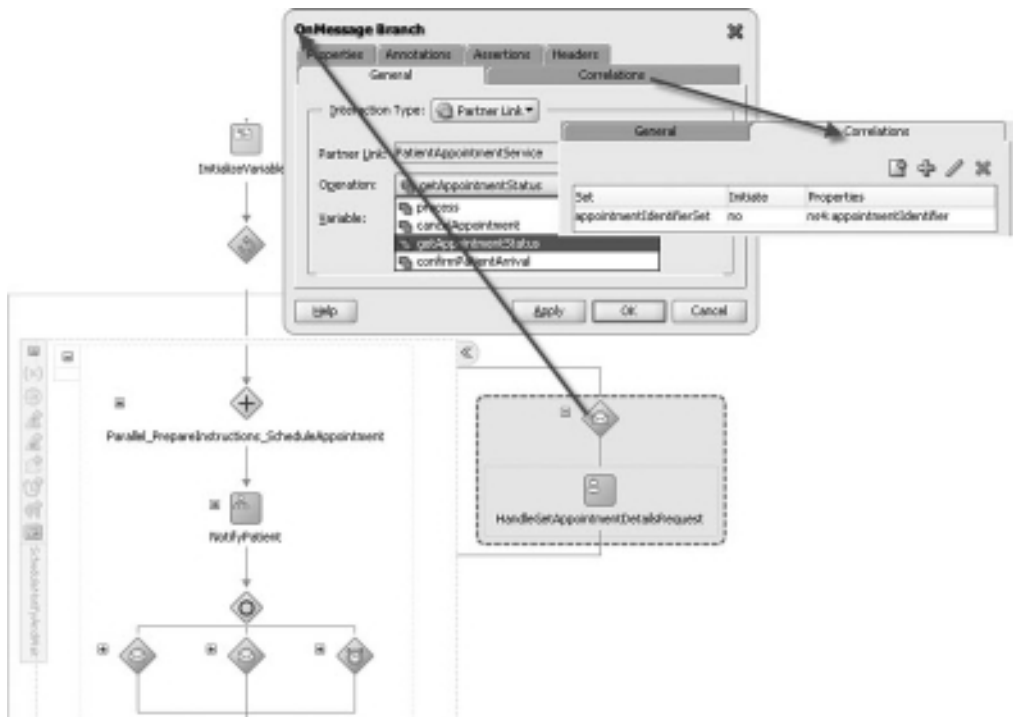 OnMessage Branch
Properties Annotations Assertions Headers
General Correlations
Interaction Type: Partner Link
Partner Link: PatientAppointmentService
Operation: getAppointmentStatus
Variable:
process
cancelAppointment
getAppointmentStatus
confirmPatientArrival
Help Apply OK Cancel
General Correlations
Set Initiate Properties
appointmentIdentifierSet no ns4:appointmentIdentifier
InitializeVariable
Parallel_PrepareInstructions_ScheduleAppointment
NotifyPatient
HandleGetAppointmentDetailsRequest